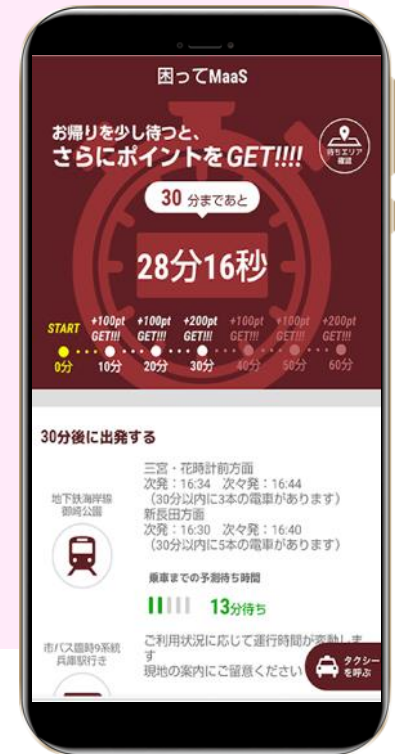 困ってMaaS
お帰りを少し待つと、
さらにポイントをGET!!!!
待ちエリア
確認
30 分まであと
28分16秒
START +100pt +100pt +200pt +100pt +100pt +200pt
GET!!! GET!!! GET!!! GET!!! GET!!! GET!!!
0分 10分 20分 30分 40分 50分 60分
30分後に出発する
地下鉄海岸線
御崎公園
三宮・花時計前方面
次発：16:34 次々発：16:44
（30分以内に3本の電車があります）
新長田方面
次発：16:30 次々発：16:40
（30分以内に5本の電車があります）
乗車までの予測待ち時間
13分待ち
市バス臨時9系統
兵庫駅行き
ご利用状況に応じて運行時間が変動しま
す
現地の案内にご留意ください
タクシー
を呼ぶ